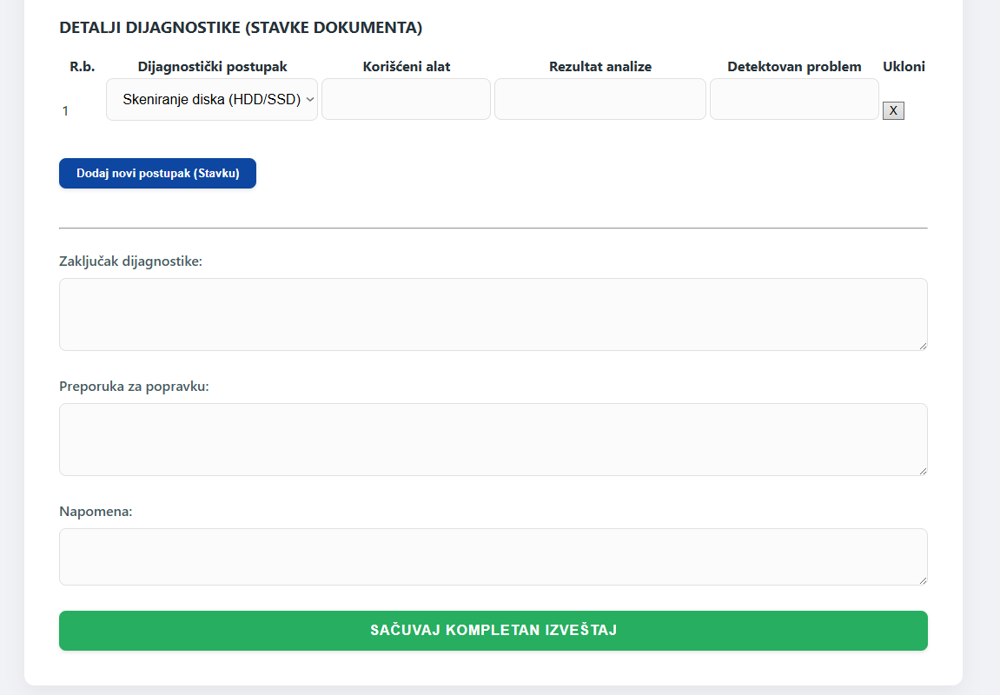 DETALJI DIJAGNOSTIKE (STAVKE DOKUMENTA)
R.b. Dijagnostički postupak Korišćeni alat Rezultat analize Detektovan problem Ukloni
1 Skeniranje diska (HDD/SSD) X
Dodaj novi postupak (Stavku)
Zaključak dijagnostike:
Preporuka za popravku:
Napomena:
SAČUVAJ KOMPLETAN IZVEŠTAJ